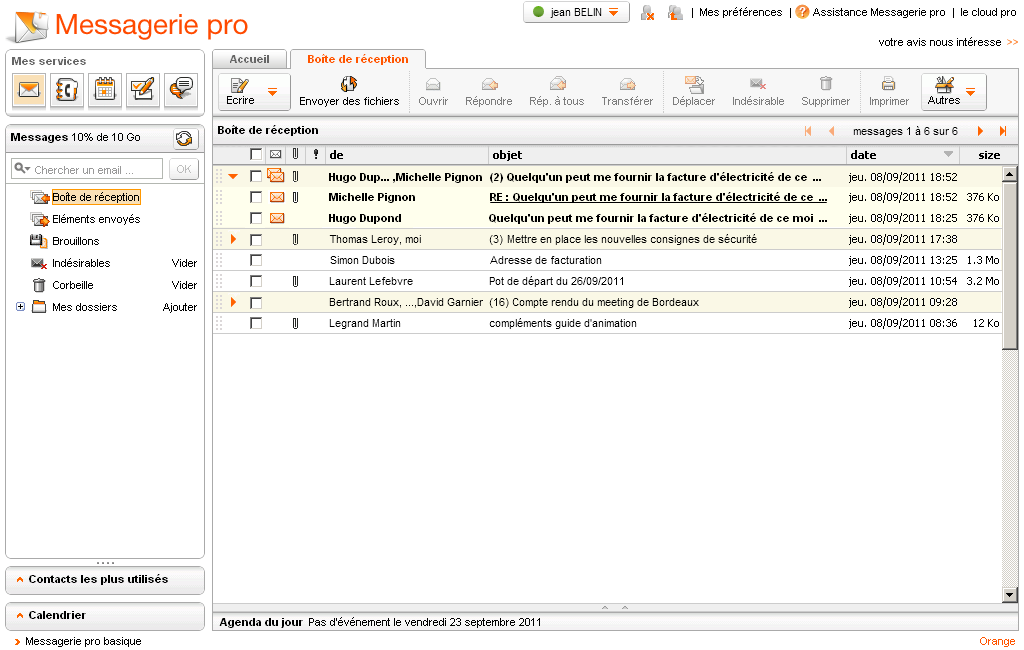 Messagerie pro
jean BELIN
| Mes préférences | ? Assistance Messagerie pro | le cloud pro
votre avis nous intéresse >>
Mes services
Accueil
Boîte de réception
Ecrire
Envoyer des fichiers
Ouvrir
Répondre
Rép. à tous
Transférer
Déplacer
Indésirable
Supprimer
Imprimer
Autres
Messages 10% de 10 Go
Chercher un email ...
OK
Boîte de réception
Eléments envoyés
Brouillons
Indésirables Vider
Corbeille Vider
Mes dossiers Ajouter
Boîte de réception
messages 1 à 6 sur 6
! de objet date size
Hugo Dup... ,Michelle Pignon (2) Quelqu'un peut me fournir la facture d'électricité de ce ... jeu. 08/09/2011 18:52
Michelle Pignon RE : Quelqu'un peut me fournir la facture d'électricité de ce ... jeu. 08/09/2011 18:52 376 Ko
Hugo Dupond Quelqu'un peut me fournir la facture d'électricité de ce moi ... jeu. 08/09/2011 18:25 376 Ko
Thomas Leroy, moi (3) Mettre en place les nouvelles consignes de sécurité jeu. 08/09/2011 17:38
Simon Dubois Adresse de facturation jeu. 08/09/2011 13:25 1.3 Mo
Laurent Lefebvre Pot de départ du 26/09/2011 jeu. 08/09/2011 10:54 3.2 Mo
Bertrand Roux, ...,David Garnier (16) Compte rendu du meeting de Bordeaux jeu. 08/09/2011 09:28
Legrand Martin compléments guide d'animation jeu. 08/09/2011 08:36 12 Ko
Contacts les plus utilisés
Calendrier
Agenda du jour Pas d'événement le vendredi 23 septembre 2011
Messagerie pro basique
Orange